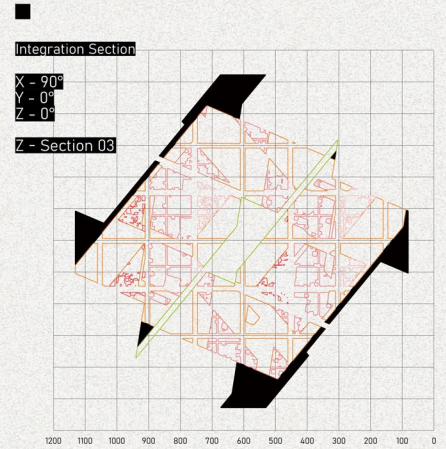 Integration Section
X - 90°
Y - 0°
Z - 0°
Z - Section 03
1200 1100 1000 900 800 700 600 500 400 300 200 100 0